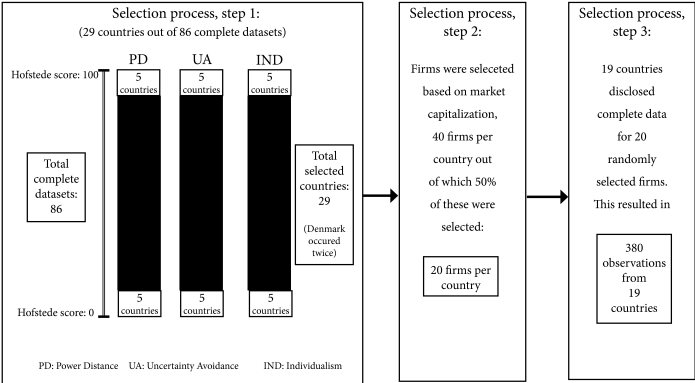 Selection process, step 1:
(29 countries out of 86 complete datasets)
PD UA IND
Hofstede score: 100
5 countries
5 countries
5 countries
Total
complete
datasets:
86
Total
selected
countries:
29
(Denmark
occured
twice)
Hofstede score: 0
5 countries
5 countries
5 countries
PD: Power Distance UA: Uncertainty Avoidance IND: Individualism
Selection process,
step 2:
Firms were seleceted
based on market
capitalization,
40 firms per
country out
of which 50%
of these were
selected:
20 firms per
country
Selection process,
step 3:
19 countries
disclosed
complete data
for 20
randomly
selected firms.
This resulted in
380
observations
from
19
countries